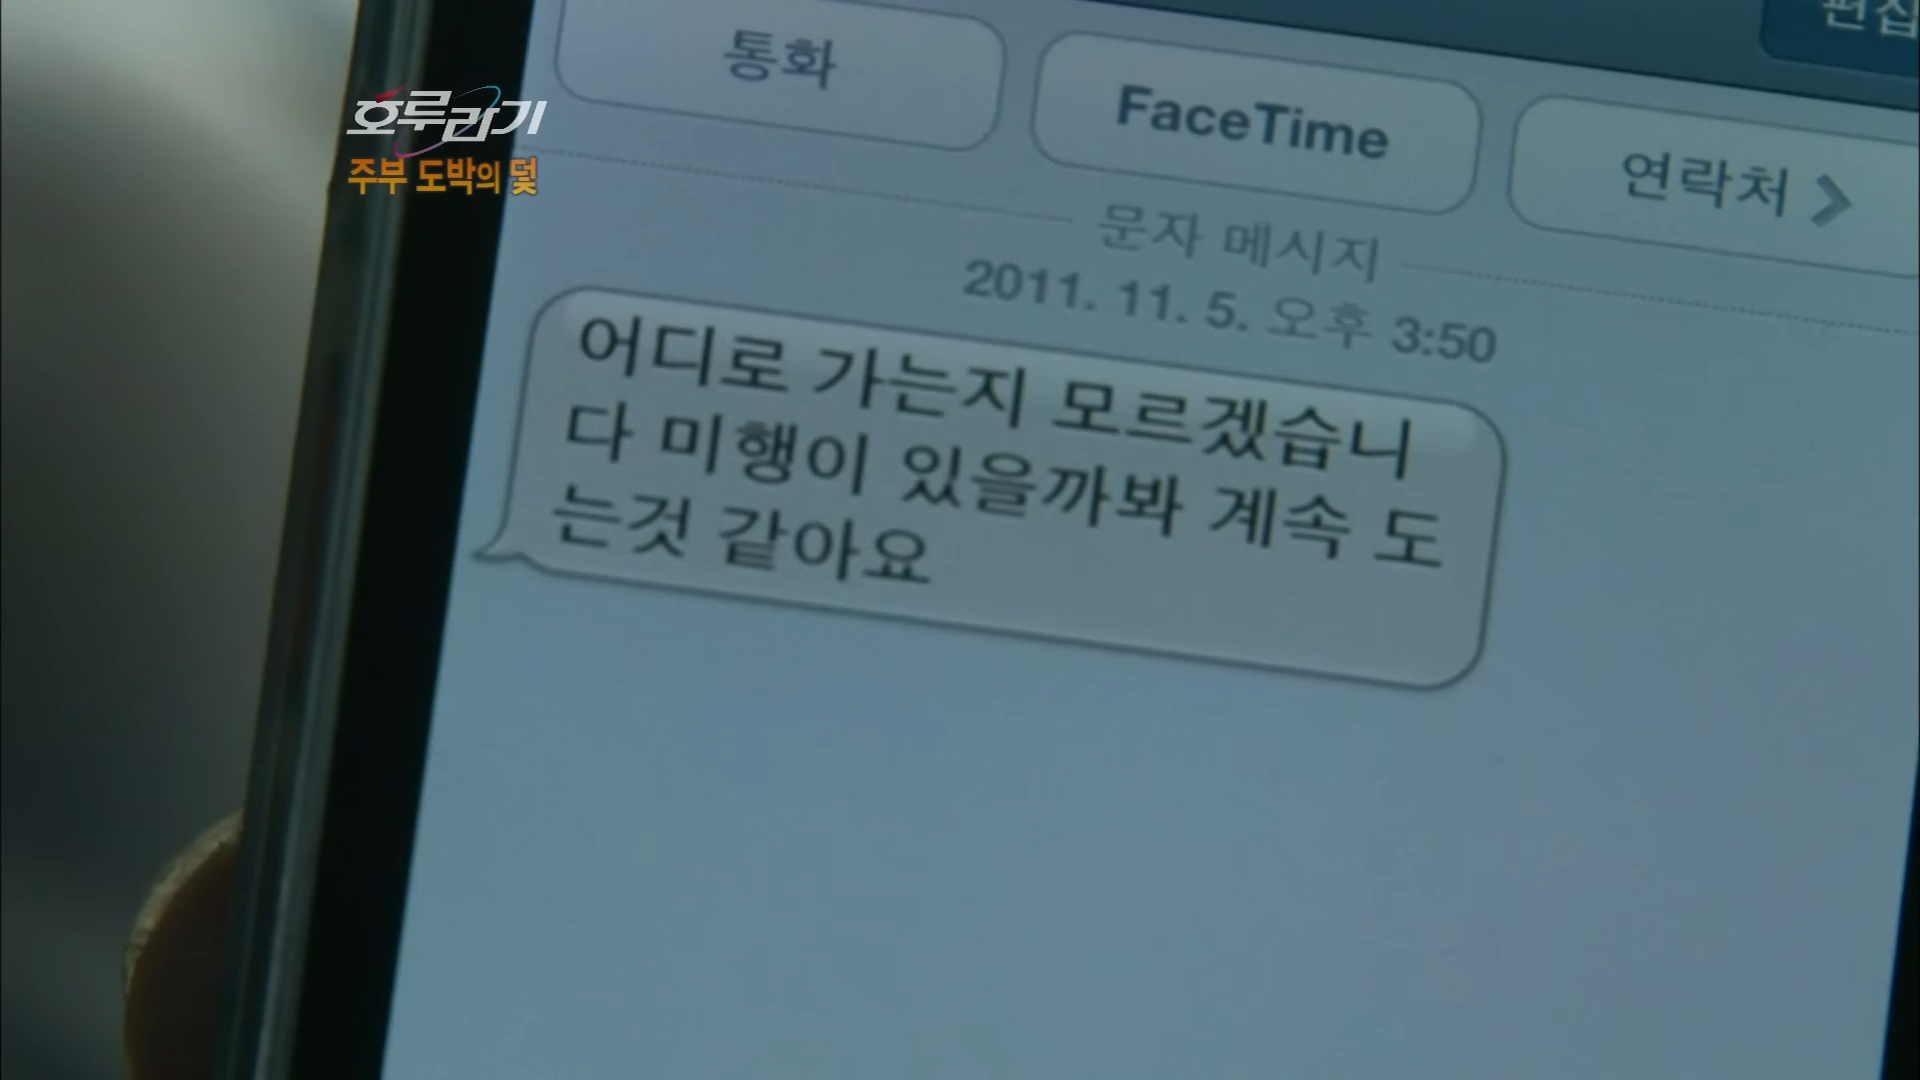 편집
통화
FaceTime
연락처
호루라기
주부 도박의 덫
문자 메시지
2011. 11. 5. 오후 3:50
어디로 가는지 모르겠습니
다 미행이 있을까봐 계속 도
는것 같아요